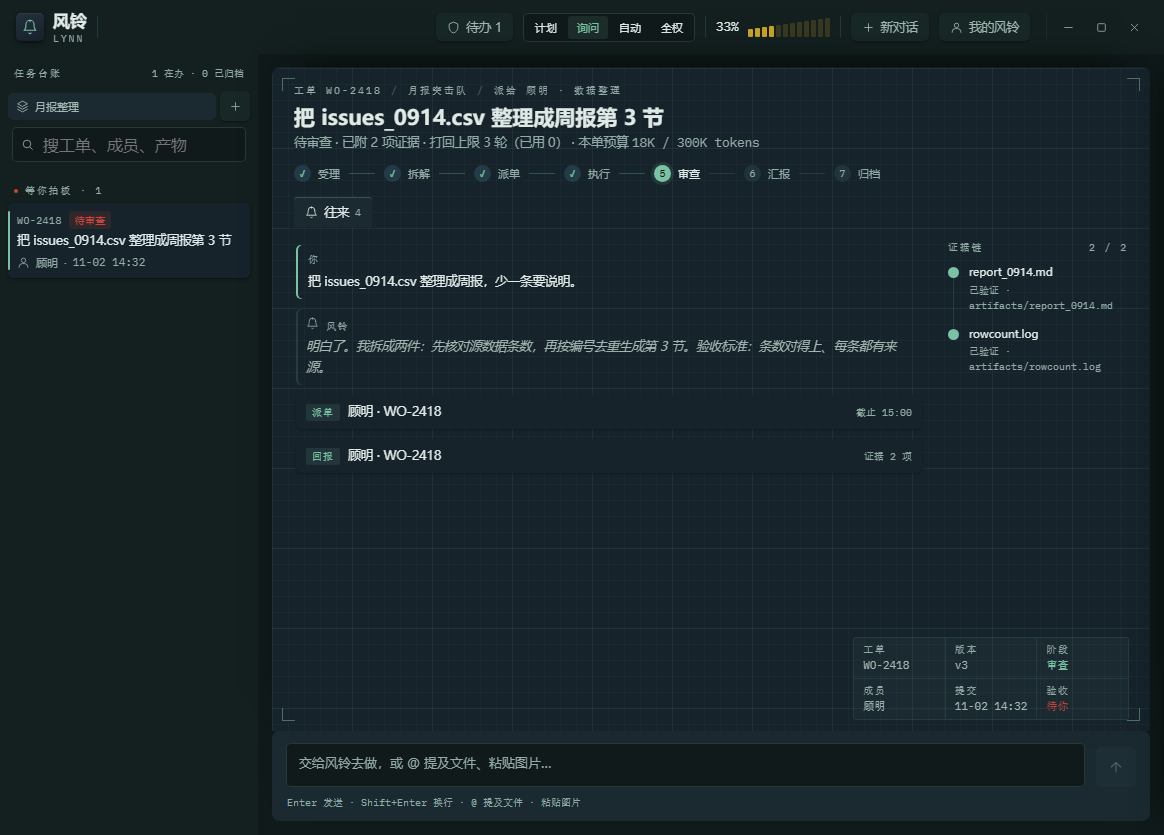 风铃
LYNN
待办 1
计划 询问 自动 全权
33%
新对话
我的风铃
任务台账 1 在办 · 0 已归档
月报整理
搜工单、成员、产物
等你拍板 · 1
WO-2418 待审查
把 issues_0914.csv 整理成周报第 3 节
顾明 · 11-02 14:32
工单 WO-2418 / 月报突击队 / 派给 顾明 · 数据整理
把 issues_0914.csv 整理成周报第 3 节
待审查 · 已附 2 项证据 · 打回上限 3 轮（已用 0） · 本单预算 18K / 300K tokens
✓ 受理 ✓ 拆解 ✓ 派单 ✓ 执行 5 审查 6 汇报 7 归档
往来 4
你
把 issues_0914.csv 整理成周报，少一条要说明。
风铃
明白了。我拆成两件：先核对源数据条数，再按编号去重生成第 3 节。验收标准：条数对得上、每条都有来
源。
派单 顾明 · WO-2418 截止 15:00
回报 顾明 · WO-2418 证据 2 项
证据链 2 / 2
report_0914.md
已验证 ·
artifacts/report_0914.md
rowcount.log
已验证 ·
artifacts/rowcount.log
工单 版本 阶段
WO-2418 v3 审查
成员 提交 验收
顾明 11-02 14:32 待你
交给风铃去做，或 @ 提及文件、粘贴图片...
Enter 发送 · Shift+Enter 换行 · @ 提及文件 · 粘贴图片